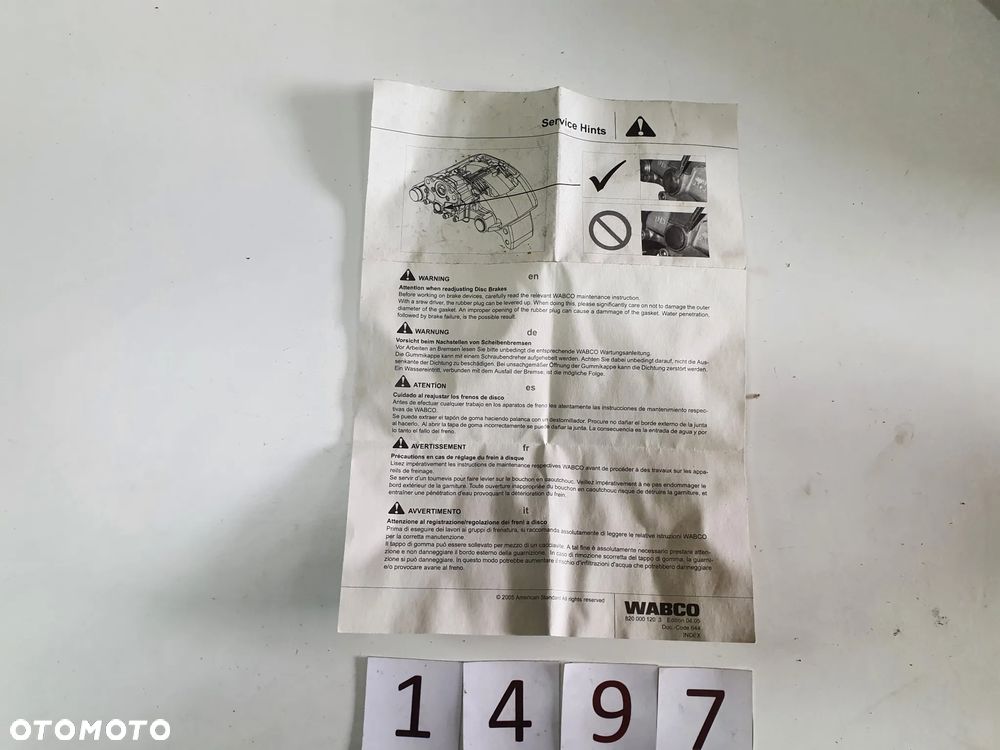 Service Hints
WARNING en
Attention when readjusting Disc Brakes
Before working on brake devices, carefully read the relevant WABCO maintenance instruction.
With a srew driver, the rubber plug can be levered up. When doing this, please significantly care on not to damage the outer
diameter of the gasket. An improper opening of the rubber plug can cause a dammage of the gasket. Water penetration,
followed by brake failure, is the possible result.
WARNUNG de
Vorsicht beim Nachstellen von Scheibenbremsen
Vor Arbeiten an Bremsen lesen Sie bitte unbedingt die entsprechende WABCO Wartungsanleitung.
Die Gummikappe kann mit einem Schraubendreher aufgehebelt werden. Achten Sie dabei unbedingt darauf, nicht die Aus-
senkante der Dichtung zu beschädigen. Bei unsachgemäßer Öffnung der Gummikappe kann die Dichtung zerstört werden.
Ein Wassereintritt, verbunden mit dem Ausfall der Bremse, ist die mögliche Folge.
ATENTÍON es
Cuidado al reajustar los frenos de disco
Antes de efectuar cualquier trabajo en los aparatos de freno les atentamente las instrucciones de mantenimiento respec-
tivas de WABCO.
Se puede extraer el tapón de goma haciendo palanca con un destornillador. Procure no dañar el borde externo de la junta
al hacerlo. Al abrir la tapa de goma incorrectamente se puede dañar la junta. La consecuencia es la entrada de agua y por
lo tanto el fallo del freno.
AVERTISSEMENT fr
Précautions en cas de réglage du frein à disque
Lisez impérativement les instructions de maintenance respectives WABCO avant de procéder à des travaux sur les appa-
reils de freinage.
Se servir d'un tournevis pour faire levier sur le bouchon en caoutchouc. Veillez impérativement à ne pas endommager le
bord extérieur de la garniture. Toute ouverture inappropriée du bouchon en caoutchouc risque de détruire la garniture, et
entraîner une pénétration d'eau provoquant la détérioration du frein.
AVVERTIMENTO it
Attenzione al registrazione/regolazione dei freni a disco
Prima di eseguire dei lavori ai gruppi di frenatura, si raccomanda assolutamente di leggere le relative istruzioni WABCO
per la corretta manutenzione.
Il tappo di gomma può essere sollevato per mezzo di un cacciavite. A tal fine è assolutamente necessario prestare atten-
zione e non danneggiare il bordo esterno della guarnizione. In caso di rimozione scorretta del tappo di gomma, la guarni-
zione si può danneggiare. In questo modo potrebbe aumentare il rischio d'infiltrazioni d'acqua che potrebbero danneggiare
e/o provocare avarie al freno.
© 2005 American Standard All rights reserved
WABCO
820 000 120 3 Edition 04.05
Doc.-Code 644
INDEX
1 4 9 7
OTOMOTO